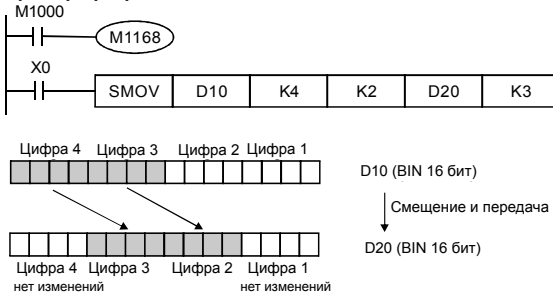 M1000
M1168
X0
SMOV D10 K4 K2 D20 K3
Цифра 4 Цифра 3 Цифра 2 Цифра 1
D10 (BIN 16 бит)
Смещение и передача
D20 (BIN 16 бит)
Цифра 4 Цифра 3 Цифра 2 Цифра 1
нет изменений нет изменений